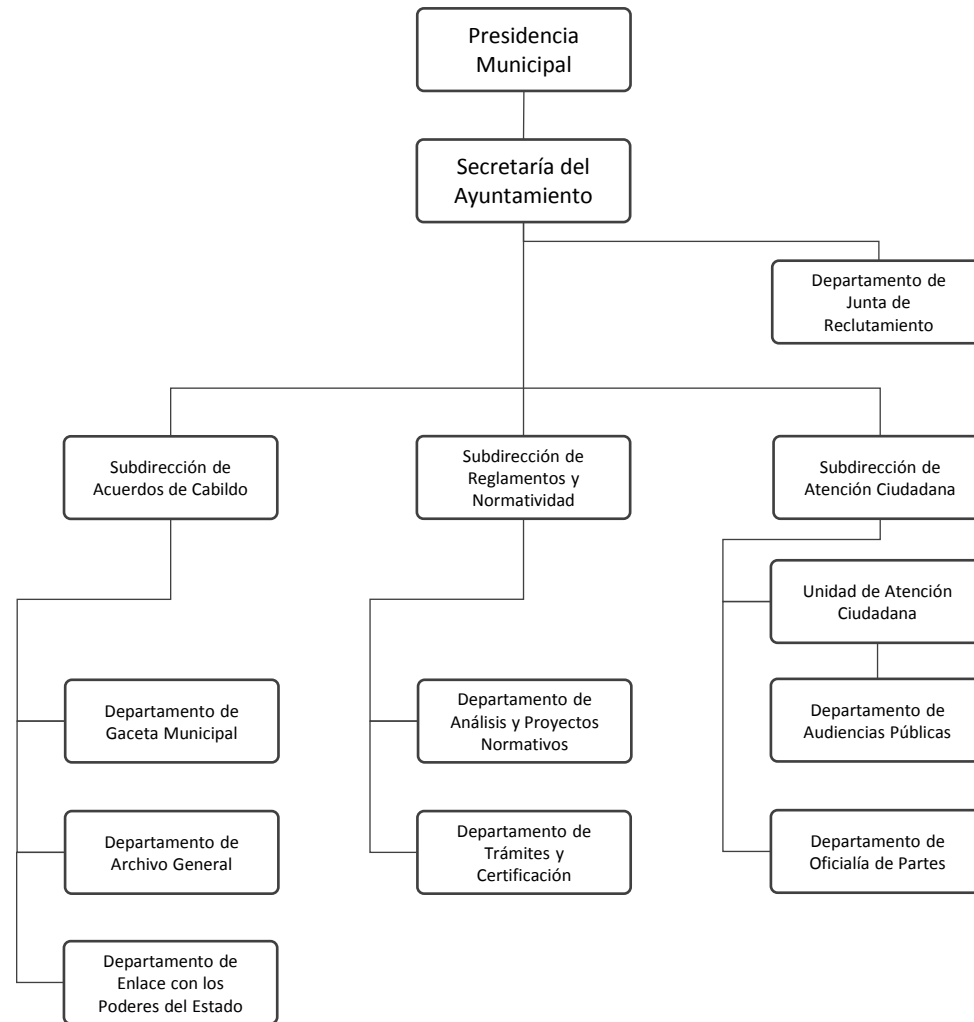 Presidencia
Municipal
Secretaría del
Ayuntamiento
Departamento de
Junta de
Reclutamiento
Subdirección de
Acuerdos de Cabildo
Subdirección de
Reglamentos y
Normatividad
Subdirección de
Atención Ciudadana
Unidad de Atención
Ciudadana
Departamento de
Gaceta Municipal
Departamento de
Análisis y Proyectos
Normativos
Departamento de
Audiencias Públicas
Departamento de
Archivo General
Departamento de
Trámites y
Certificación
Departamento de
Oficialía de Partes
Departamento de
Enlace con los
Poderes del Estado